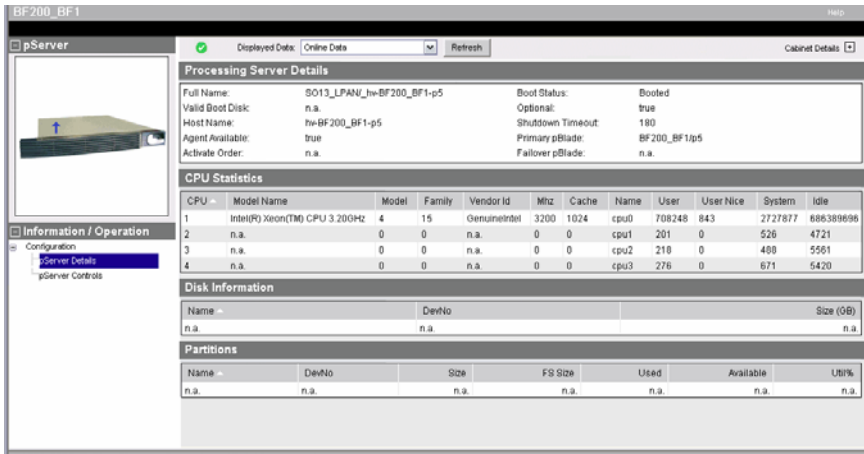 BF200_BF1
Help
pServer
Displayed Data: Online Data Refresh Cabinet Details
Processing Server Details
Full Name: SO13_LPAN/_hv-BF200_BF1-p5 Boot Status: Booted
Valid Boot Disk: n.a. Optional: true
Host Name: hv-BF200_BF1-p5 Shutdown Timeout: 180
Agent Available: true Primary pBlade: BF200_BF1/p5
Activate Order: n.a. Failover pBlade: n.a.
CPU Statistics
CPU Model Name Model Family Vendor Id Mhz Cache Name User User Nice System Idle
1 Intel(R) Xeon(TM) CPU 3.20GHz 4 15 GenuineIntel 3200 1024 cpu0 708248 843 2727877 686389696
2 n.a. 0 0 n.a. 0 0 cpu1 201 0 526 4721
3 n.a. 0 0 n.a. 0 0 cpu2 218 0 488 5561
4 n.a. 0 0 n.a. 0 0 cpu3 276 0 671 5420
Information / Operation
Configuration
pServer Details
pServer Controls
Disk Information
Name DevNo Size (GB)
n.a. n.a. n.a.
Partitions
Name DevNo Size FS Size Used Available Util%
n.a. n.a. n.a. n.a. n.a. n.a. n.a.